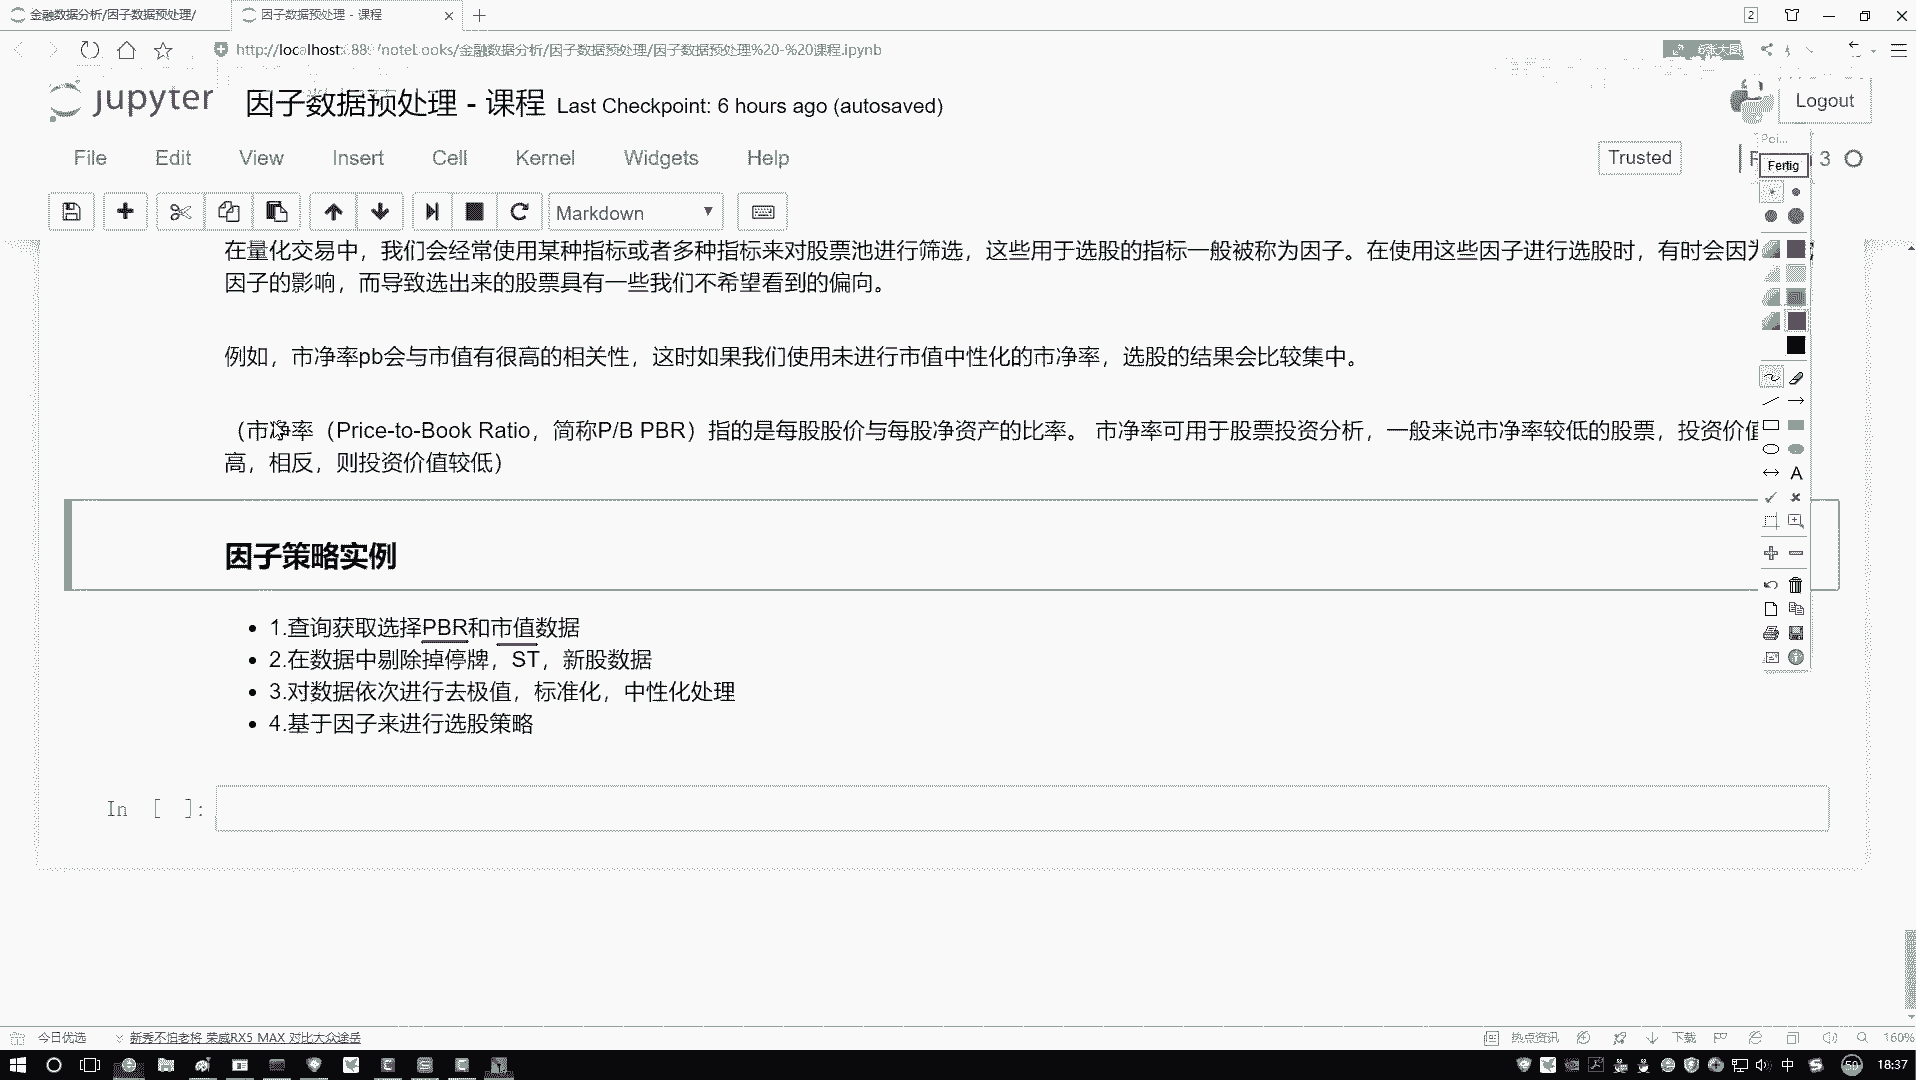 金融数据分析/因子数据预处理/
因子数据预处理 - 课程
2
localhost:889 /notebooks/金融数据分析/因子数据预处理/因子数据预处理%20-%20课程.ipynb
jupyter 因子数据预处理 - 课程 Last Checkpoint: 6 hours ago (autosaved)
Logout
File Edit View Insert Cell Kernel Widgets Help
Trusted
3
Poi...
Fertig
Markdown
在量化交易中，我们会经常使用某种指标或者多种指标来对股票池进行筛选，这些用于选股的指标一般被称为因子。在使用这些因子进行选股时，有时会因为
因子的影响，而导致选出来的股票具有一些我们不希望看到的偏向。
例如，市净率pb会与市值有很高的相关性，这时如果我们使用未进行市值中性化的市净率，选股的结果会比较集中。
（市净率（Price-to-Book Ratio，简称P/B PBR）指的是每股股价与每股净资产的比率。 市净率可用于股票投资分析，一般来说市净率较低的股票，投资价值
高，相反，则投资价值较低）
因子策略实例
1.查询获取选择PBR和市值数据
2.在数据中剔除掉停牌，ST，新股数据
3.对数据依次进行去极值，标准化，中性化处理
4.基于因子来进行选股策略
In [ ]:
今日优选
新秀不怕老将 荣威RX5 MAX 对比大众途岳
热点资讯
下载
160%
中
59
18:37